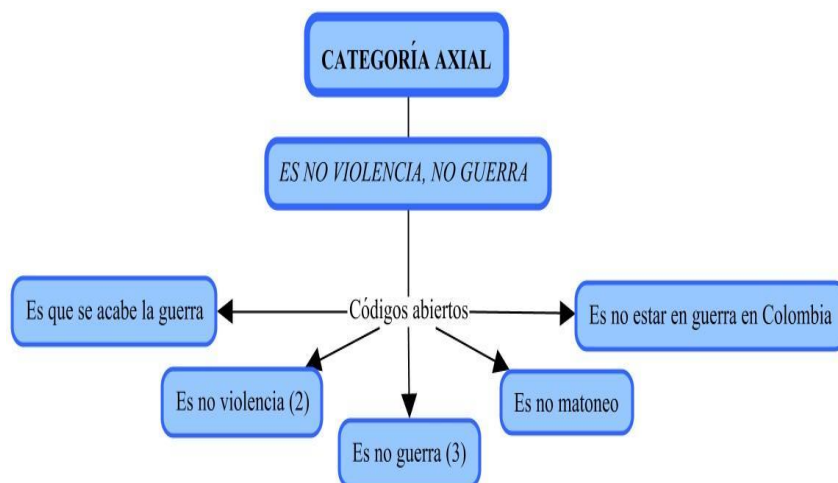 CATEGORÍA AXIAL
ES NO VIOLENCIA, NO GUERRA
Es que se acabe la guerra
Códigos abiertos
Es no estar en guerra en Colombia
Es no violencia (2)
Es no matoneo
Es no guerra (3)